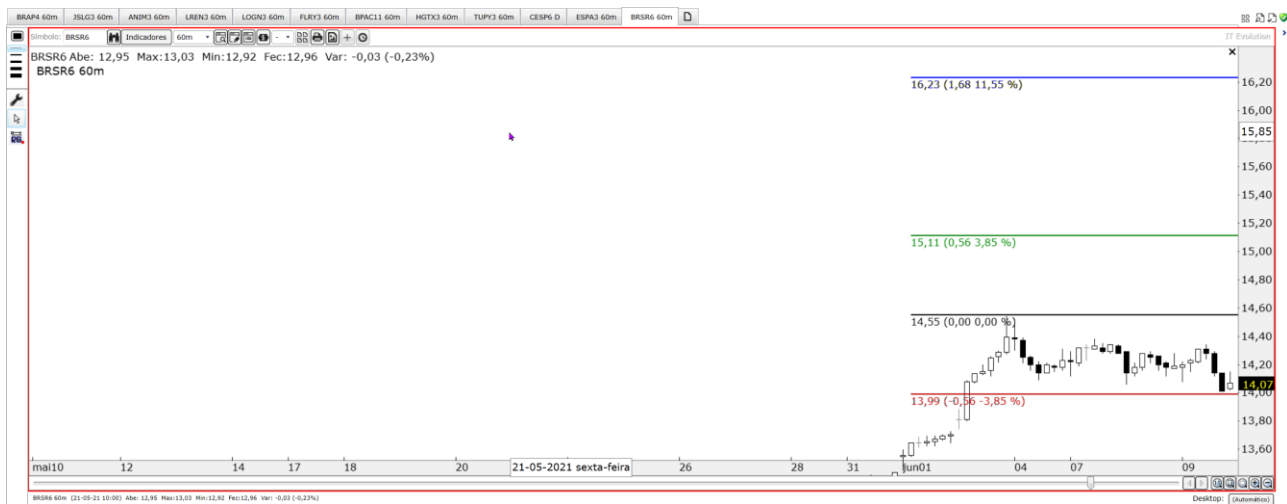 BRAP4 60m JSLG3 60m ANIM3 60m LREN3 60m LOGN3 60m FLRY3 60m BPAC11 60m HGTX3 60m TUPY3 60m CESP6 D ESPA3 60m BRSR6 60m
Símbolo: BRSR6 Indicadores 60m - - IT Evolution
BRSR6 Abe: 12,95 Max:13,03 Min:12,92 Fec:12,96 Var: -0,03 (-0,23%)
BRSR6 60m
16,23 (1,68 11,55 %)
16,20
16,00
15,85
15,60
15,40
15,11 (0,56 3,85 %)
15,20
15,00
14,80
14,60
14,55 (0,00 0,00 %)
14,40
14,20
14,07
14,00
13,99 (-0,56 -3,85 %)
13,80
13,60
mai10 12 14 17 18 20 21-05-2021 sexta-feira 26 28 31 jun01 04 07 09
BRSR6 60m (21-05-21 10:00) Abe: 12,95 Max:13,03 Min:12,92 Fec:12,96 Var: -0,03 (-0,23%)
Desktop: (Automático)